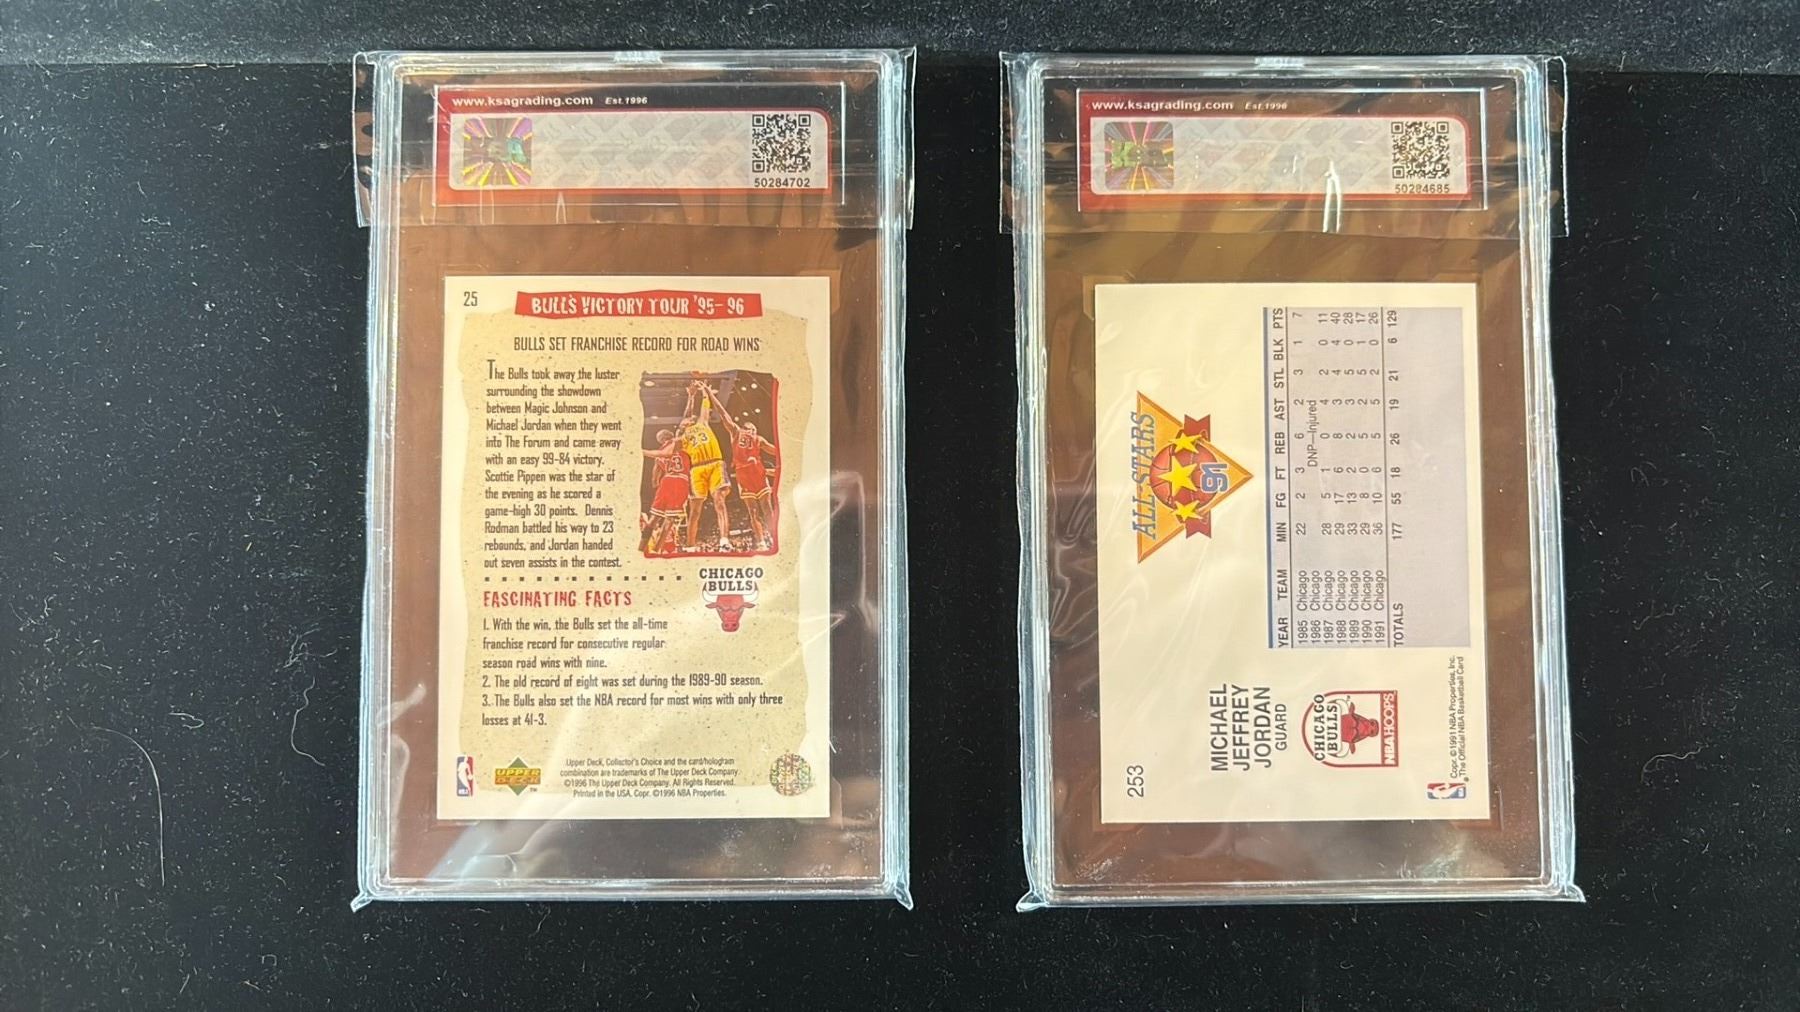 www.ksagrading.com Est.1996
50284702
25
BULLS VICTORY TOUR '95-96
BULLS SET FRANCHISE RECORD FOR ROAD WINS
The Bulls took away the luster
surrounding the showdown
between Magic Johnson and
Michael Jordan when they went
into The Forum and came away
with an easy 99-84 victory.
Scottie Pippen was the star of
the evening as he scored a
game-high 30 points. Dennis
Rodman battled his way to 23
rebounds, and Jordan handed
out seven assists in the contest.
23
CHICAGO
BULLS
FASCINATING FACTS
1. With the win, the Bulls set the all-time
franchise record for consecutive regular
season road wins with nine.
2. The old record of eight was set during the 1989-90 season.
3. The Bulls also set the NBA record for most wins with only three
losses at 41-3.
UPPER
DECK
TM
Upper Deck, Collector's Choice and the card/hologram
combination are trademarks of The Upper Deck Company.
©1996 The Upper Deck Company. All Rights Reserved.
Printed in the USA. Copr. ©1996 NBA Properties.
www.ksagrading.com Est.1996
50284685
253
MICHAEL
JEFFREY
JORDAN
GUARD
ALL-STARS
91
CHICAGO
BULLS
NBA HOOPS
YEAR TEAM MIN FG FT REB AST STL BLK PTS
1985 Chicago 22 2 3 6 2 3 1 7
1986 Chicago DNP—Injured
1987 Chicago 28 5 1 0 4 2 0 11
1988 Chicago 29 17 6 8 3 4 4 40
1989 Chicago 33 13 2 2 3 5 0 28
1990 Chicago 29 8 0 5 2 5 1 17
1991 Chicago 36 10 6 5 5 2 0 26
TOTALS 177 55 18 26 19 21 6 129
Copr. ©1991 NBA Properties, Inc.
The Official NBA Basketball Card